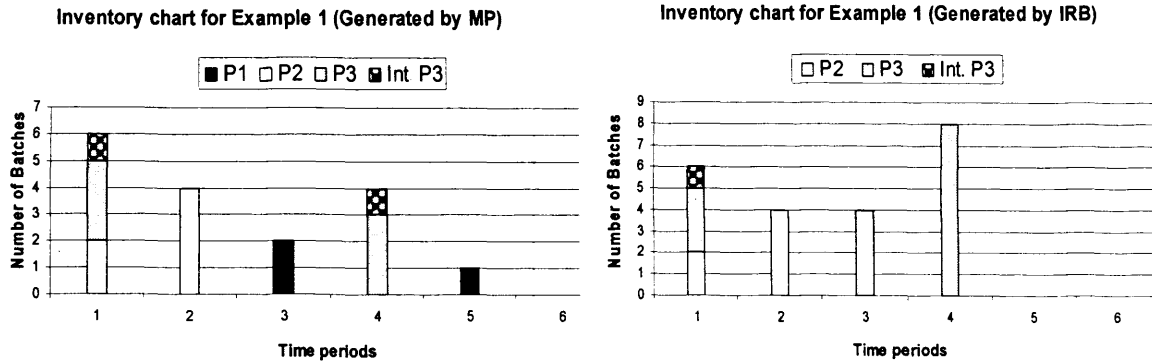 Inventory chart for Example 1 (Generated by MP)
P1 P2 P3 Int. P3
Number of Batches
7
6
5
4
3
2
1
0
1 2 3 4 5 6
Time periods
Inventory chart for Example 1 (Generated by IRB)
P2 P3 Int. P3
Number of Batches
9
8
7
6
5
4
3
2
1
0
1 2 3 4 5 6
Time periods